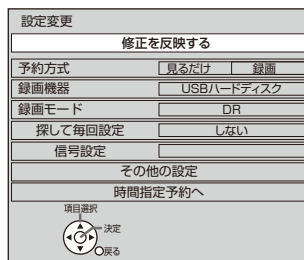 設定変更
修正を反映する
予約方式 見るだけ 録画
録画機器 USBハードディスク
録画モード DR
探して毎回設定 しない
信号設定
その他の設定
時間指定予約へ
項目選択
決定
戻る